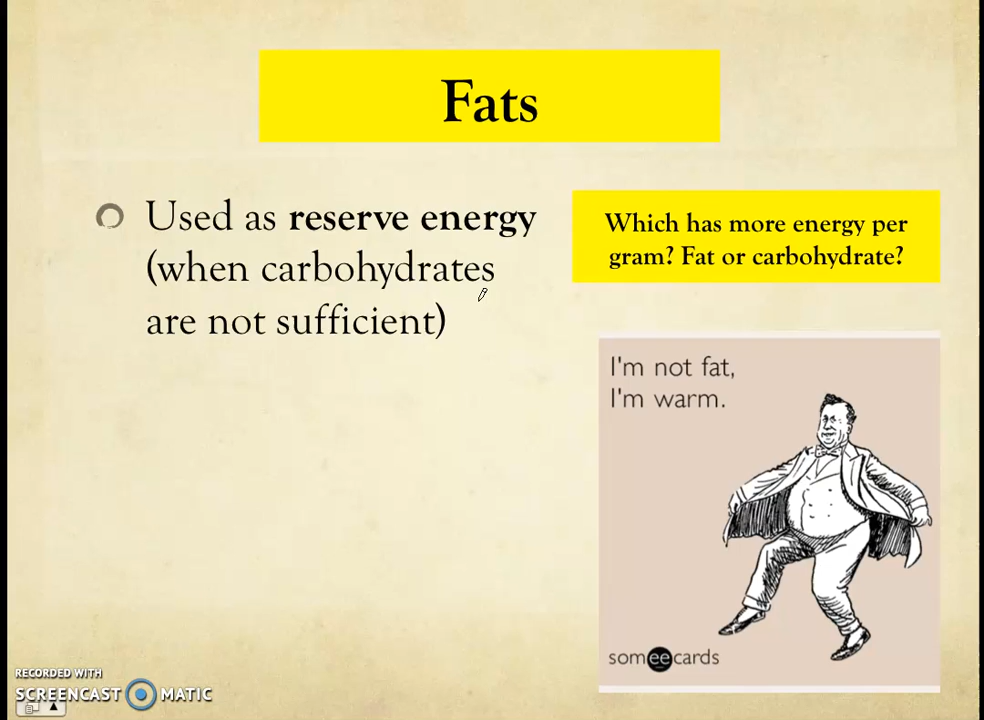 Fats
Used as reserve energy
(when carbohydrates
are not sufficient)
Which has more energy per
gram? Fat or carbohydrate?
I'm not fat,
I'm warm.
someecards
RECORDED WITH
SCREENCAST MATIC